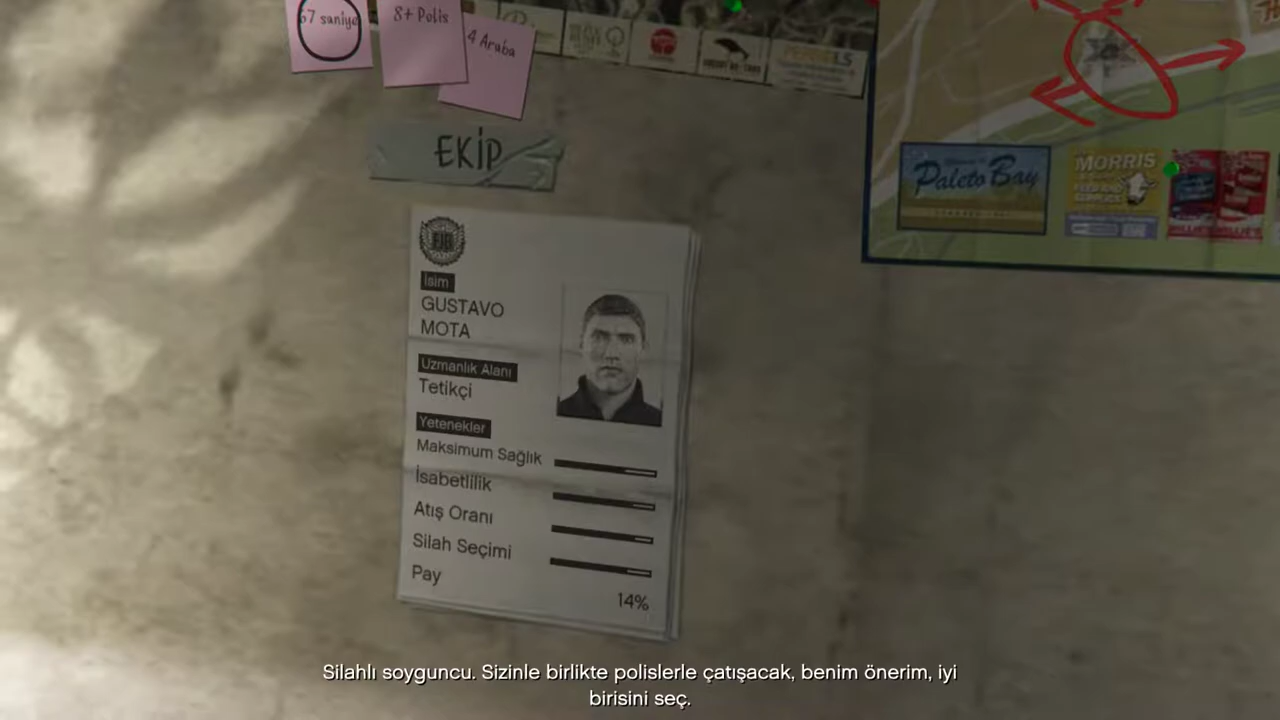 67 saniye
8+ Polis
4 Araba
EKİP
Paleto Bay
MORRIS
FIB
İsim
GUSTAVO
MOTA
Uzmanlık Alanı
Tetikçi
Yetenekler
Maksimum Sağlık
İsabetlilik
Atış Oranı
Silah Seçimi
Pay
14%
Silahlı soyguncu. Sizinle birlikte polislerle çatışacak, benim önerim, iyi
birisini seç.